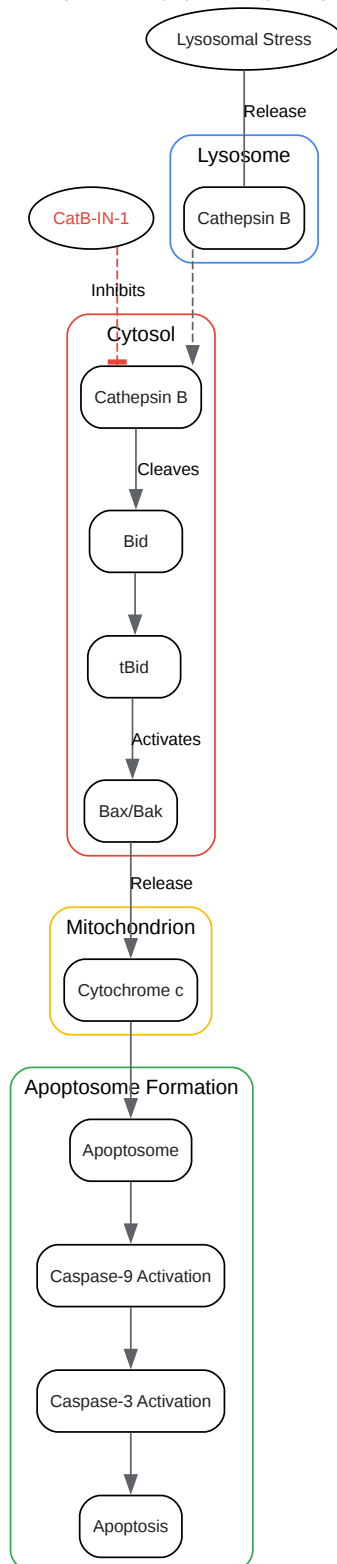 Lysosomal Stress
Release
Lysosome
CatB-IN-1
Cathepsin B
Inhibits
Cytosol
Cathepsin B
Cleaves
Bid
tBid
Activates
Bax/Bak
Release
Mitochondrion
Cytochrome c
Apoptosome Formation
Apoptosome
Caspase-9 Activation
Caspase-3 Activation
Apoptosis